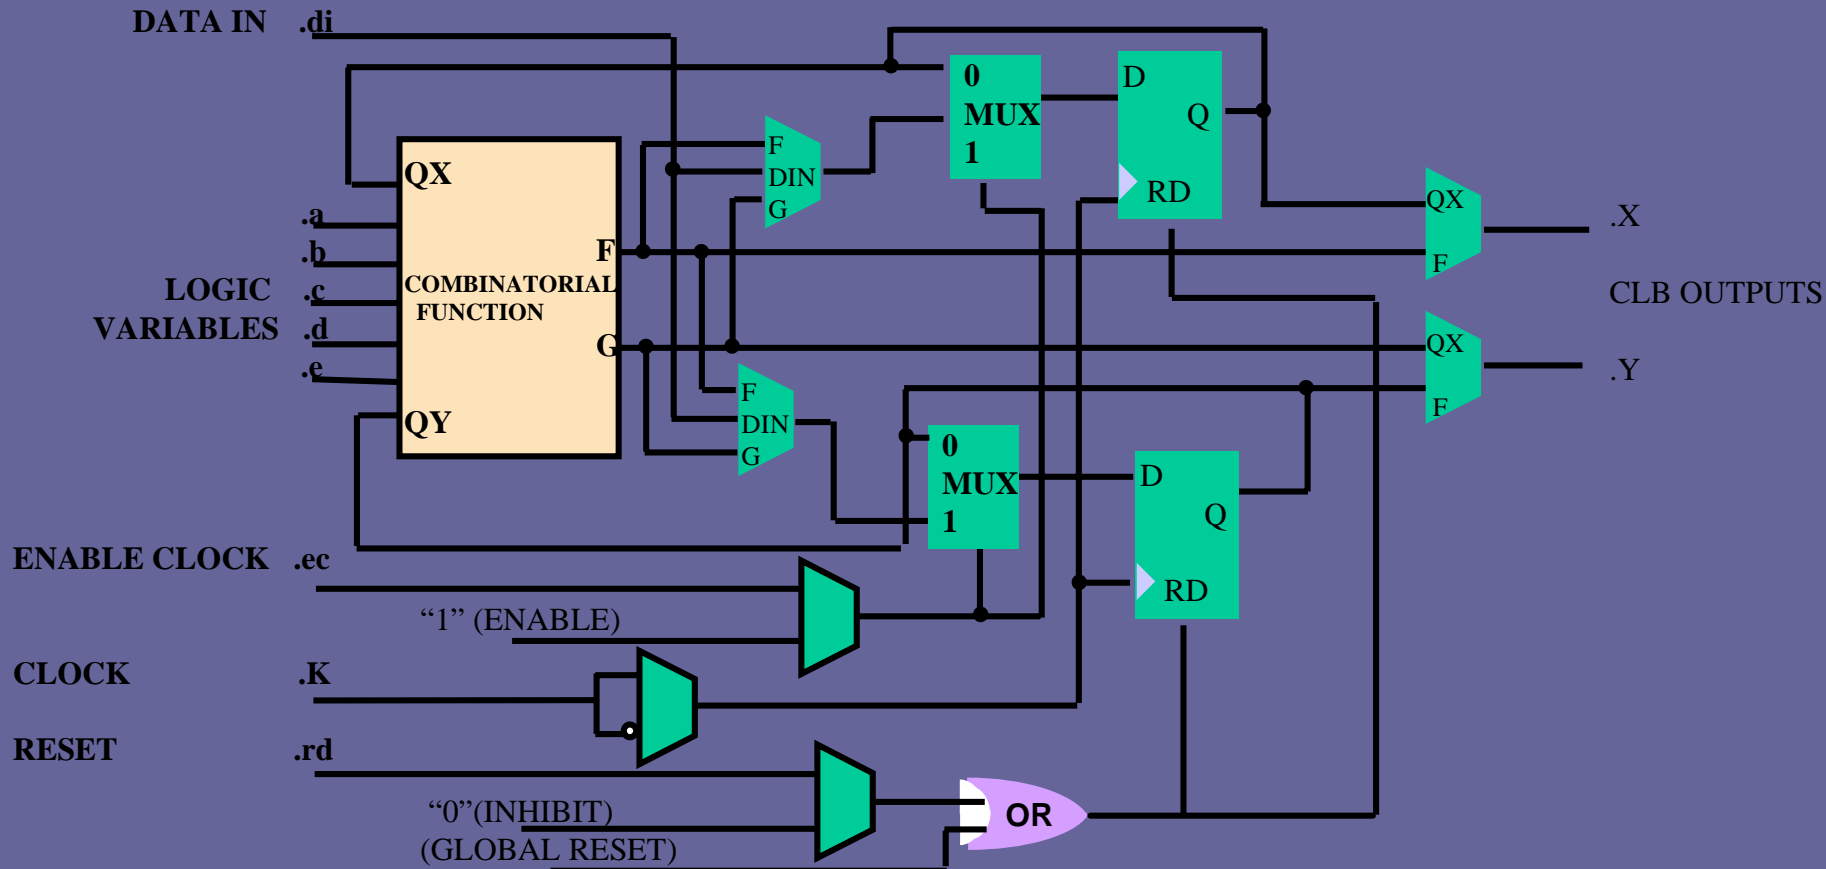 DATA IN .di
0
MUX
1
D
Q
RD
F
DIN
G
QX
.a
.b
LOGIC .c
VARIABLES .d
.e
F
COMBINATORIAL
FUNCTION
G
QY
QX
F
.X
CLB OUTPUTS
QX
F
.Y
F
DIN
G
0
MUX
1
D
Q
RD
ENABLE CLOCK .ec
“1” (ENABLE)
CLOCK .K
RESET .rd
“0”(INHIBIT)
(GLOBAL RESET)
OR